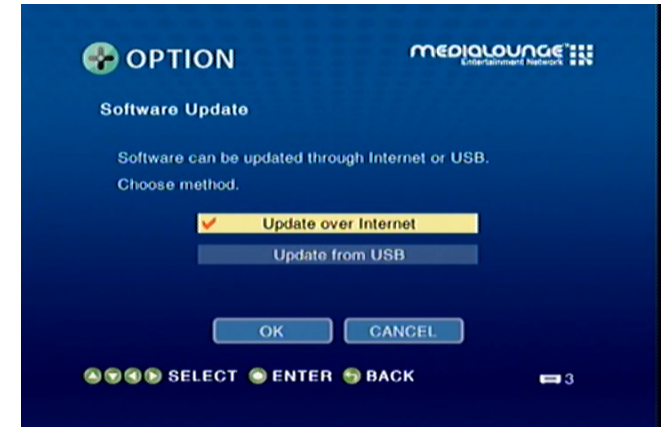 OPTION
MEDIALOUNGE™
Entertainment Network
Software Update
Software can be updated through Internet or USB.
Choose method.
Update over Internet
Update from USB
OK CANCEL
SELECT ENTER BACK 3